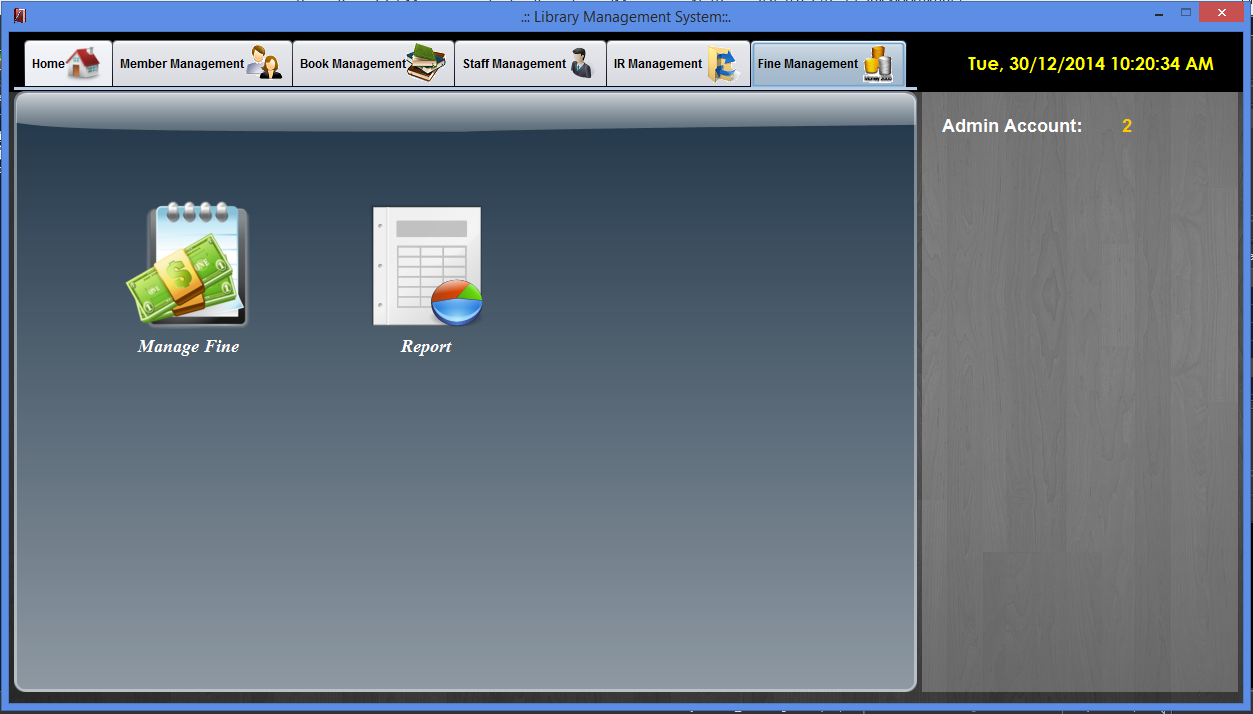 .:: Library Management System::.
Home
Member Management
Book Management
Staff Management
IR Management
Fine Management
Tue, 30/12/2014 10:20:34 AM
Admin Account: 2
Manage Fine
Report